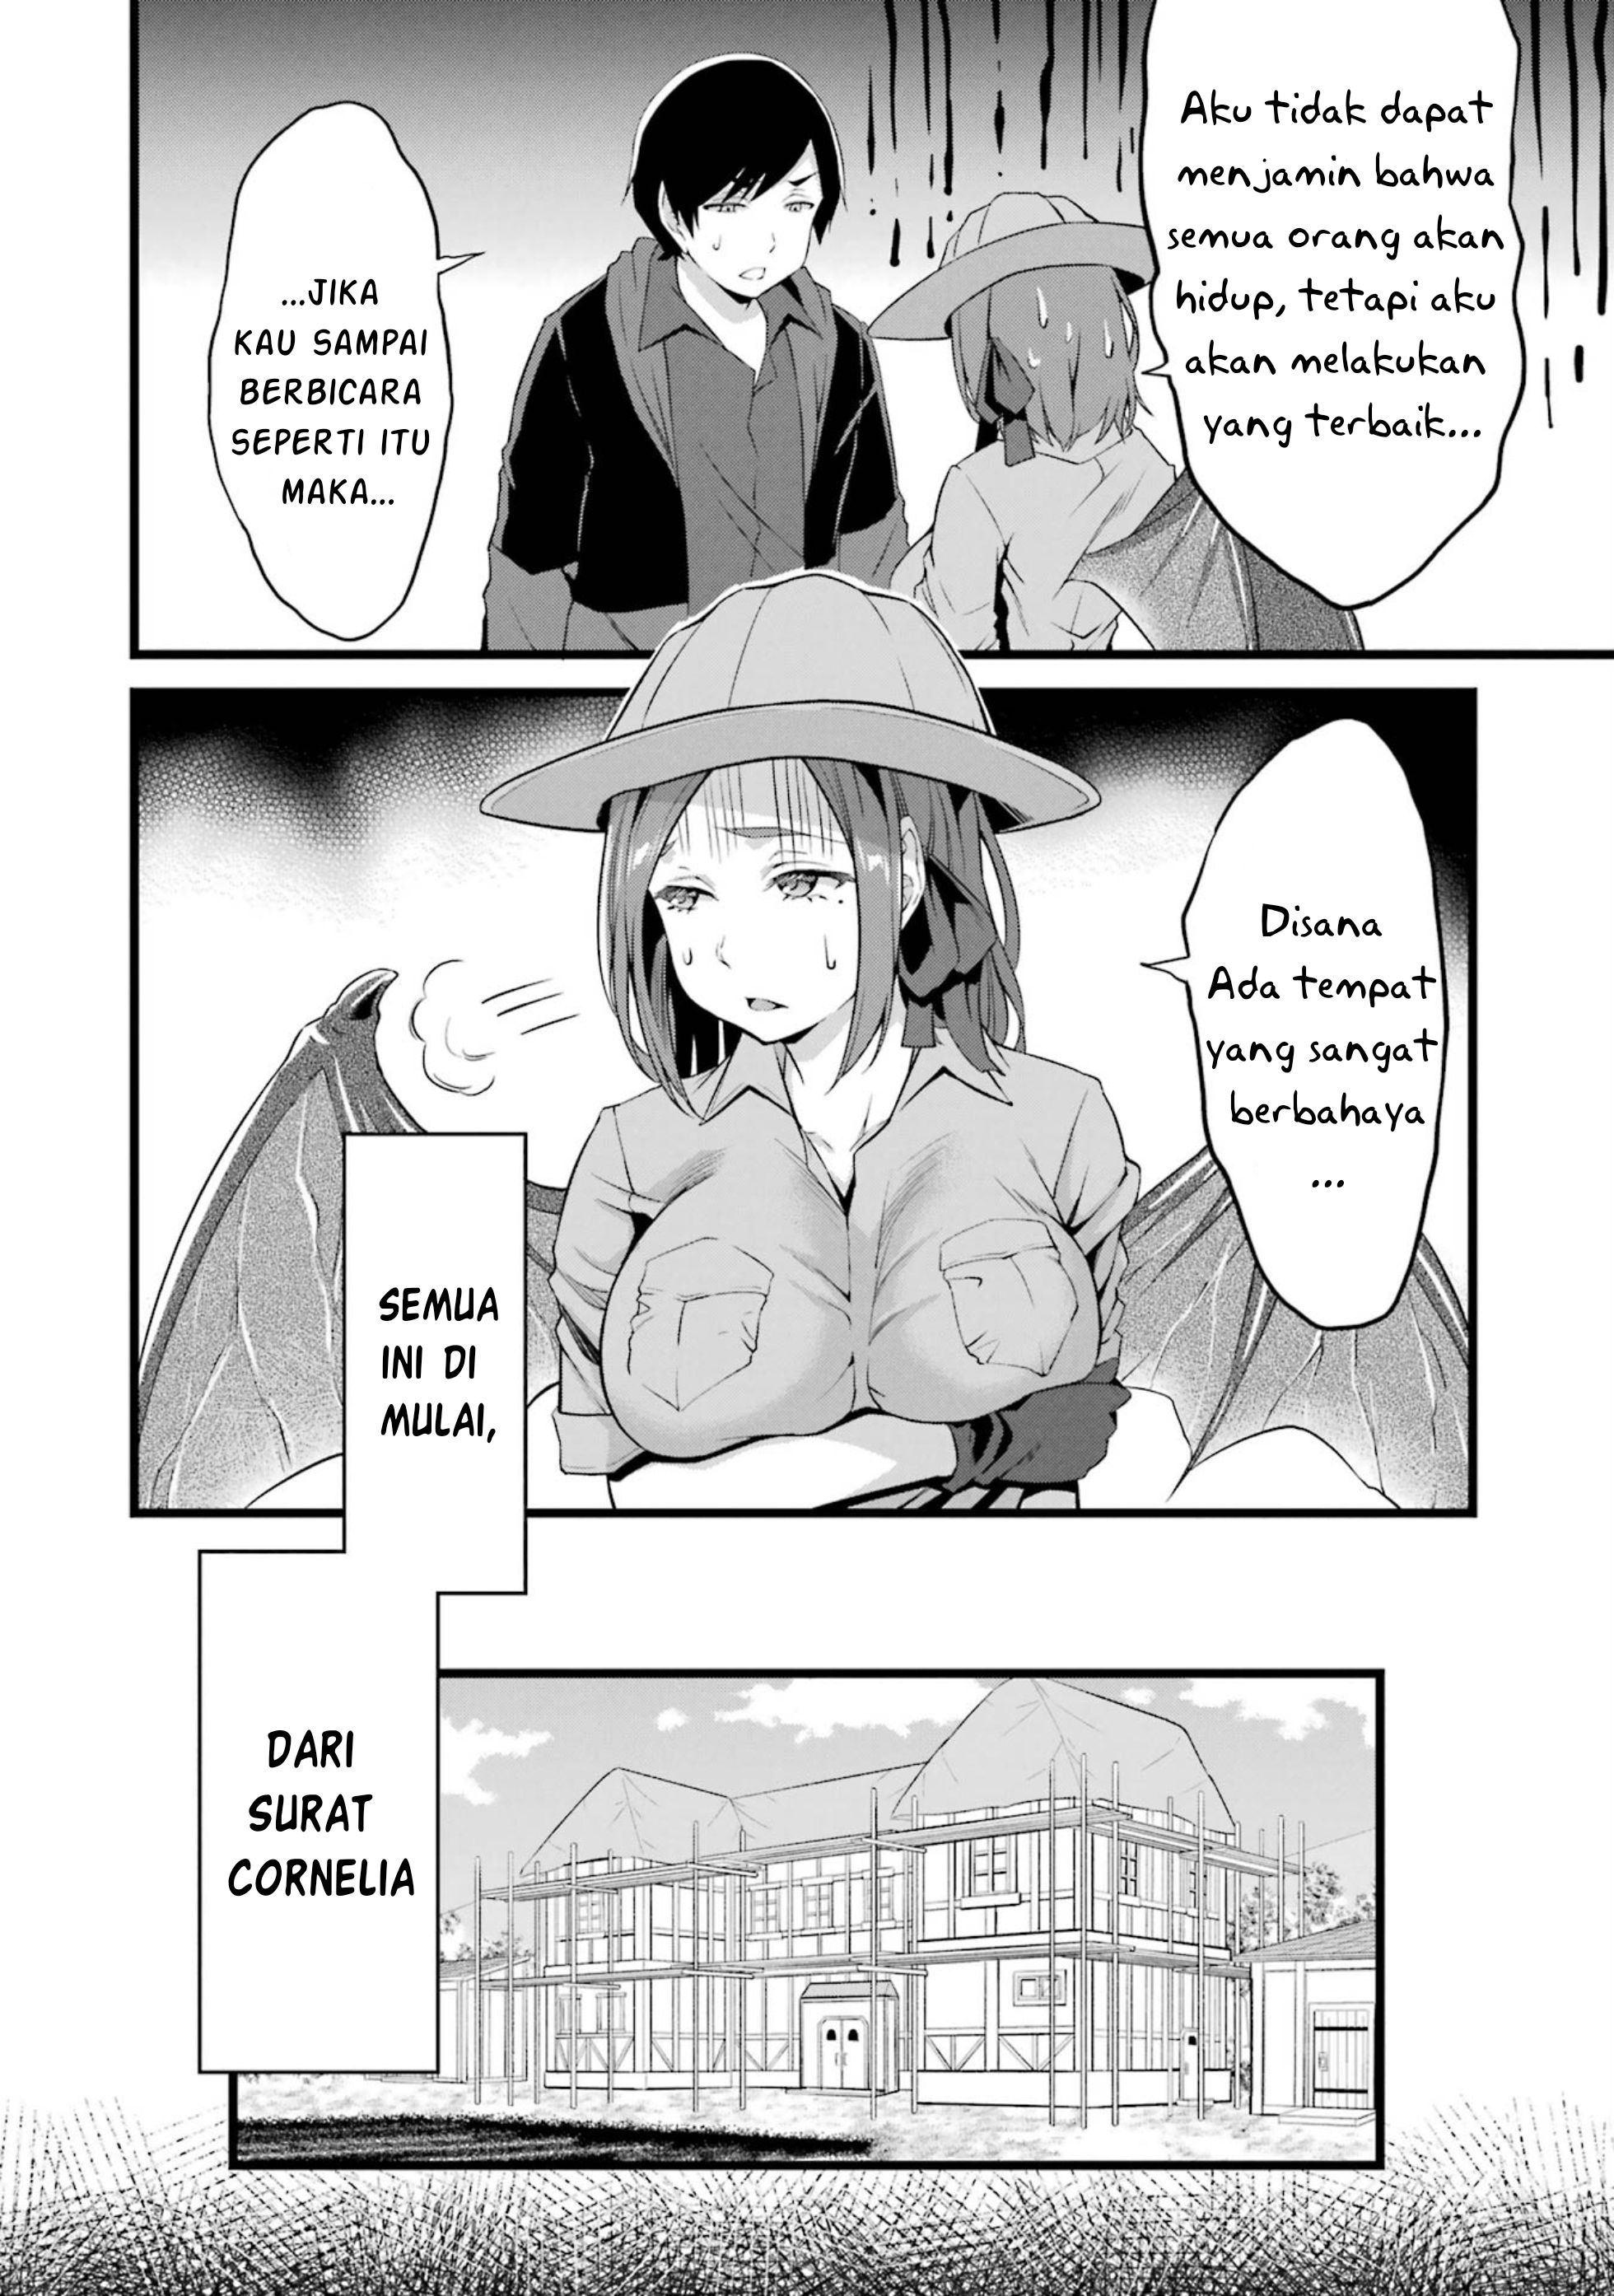 Aku tidak dapat
menjamin bahwa
semua orang akan
hidup, tetapi aku
akan melakukan
yang terbaik...
...JIKA
KAU SAMPAI
BERBICARA
SEPERTI ITU
MAKA...
Disana
Ada tempat
yang sangat
berbahaya
...
SEMUA
INI DI
MULAI,
DARI
SURAT
CORNELIA